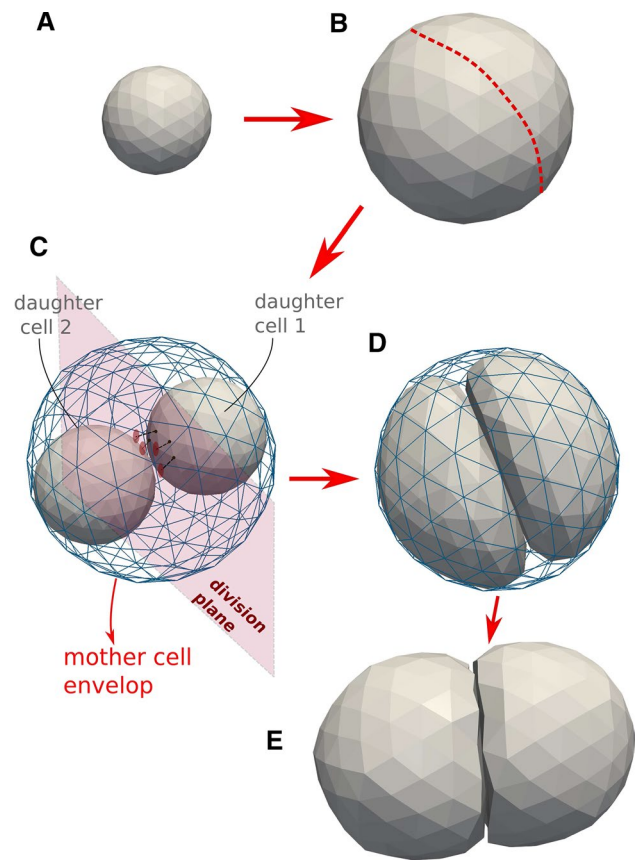 A
B
C
daughter
cell 2
daughter
cell 1
D
division
plane
mother cell
envelop
E